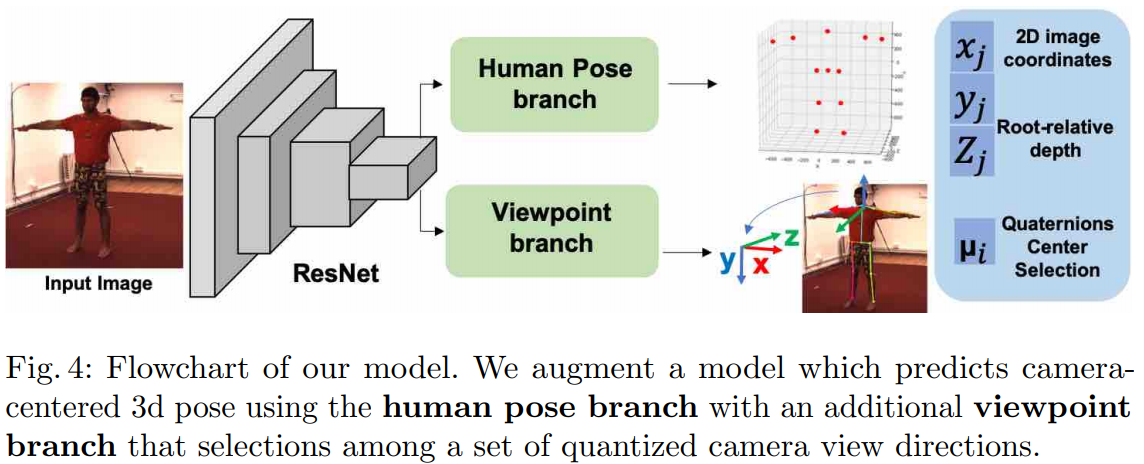 Input Image
ResNet
Human Pose
branch
Viewpoint
branch
y
x
z
x_j
2D image
coordinates
y_j
Root-relative
depth
Z_j
μ_i
Quaternions
Center
Selection
Fig. 4: Flowchart of our model. We augment a model which predicts camera-
centered 3d pose using the human pose branch with an additional viewpoint
branch that selections among a set of quantized camera view directions.